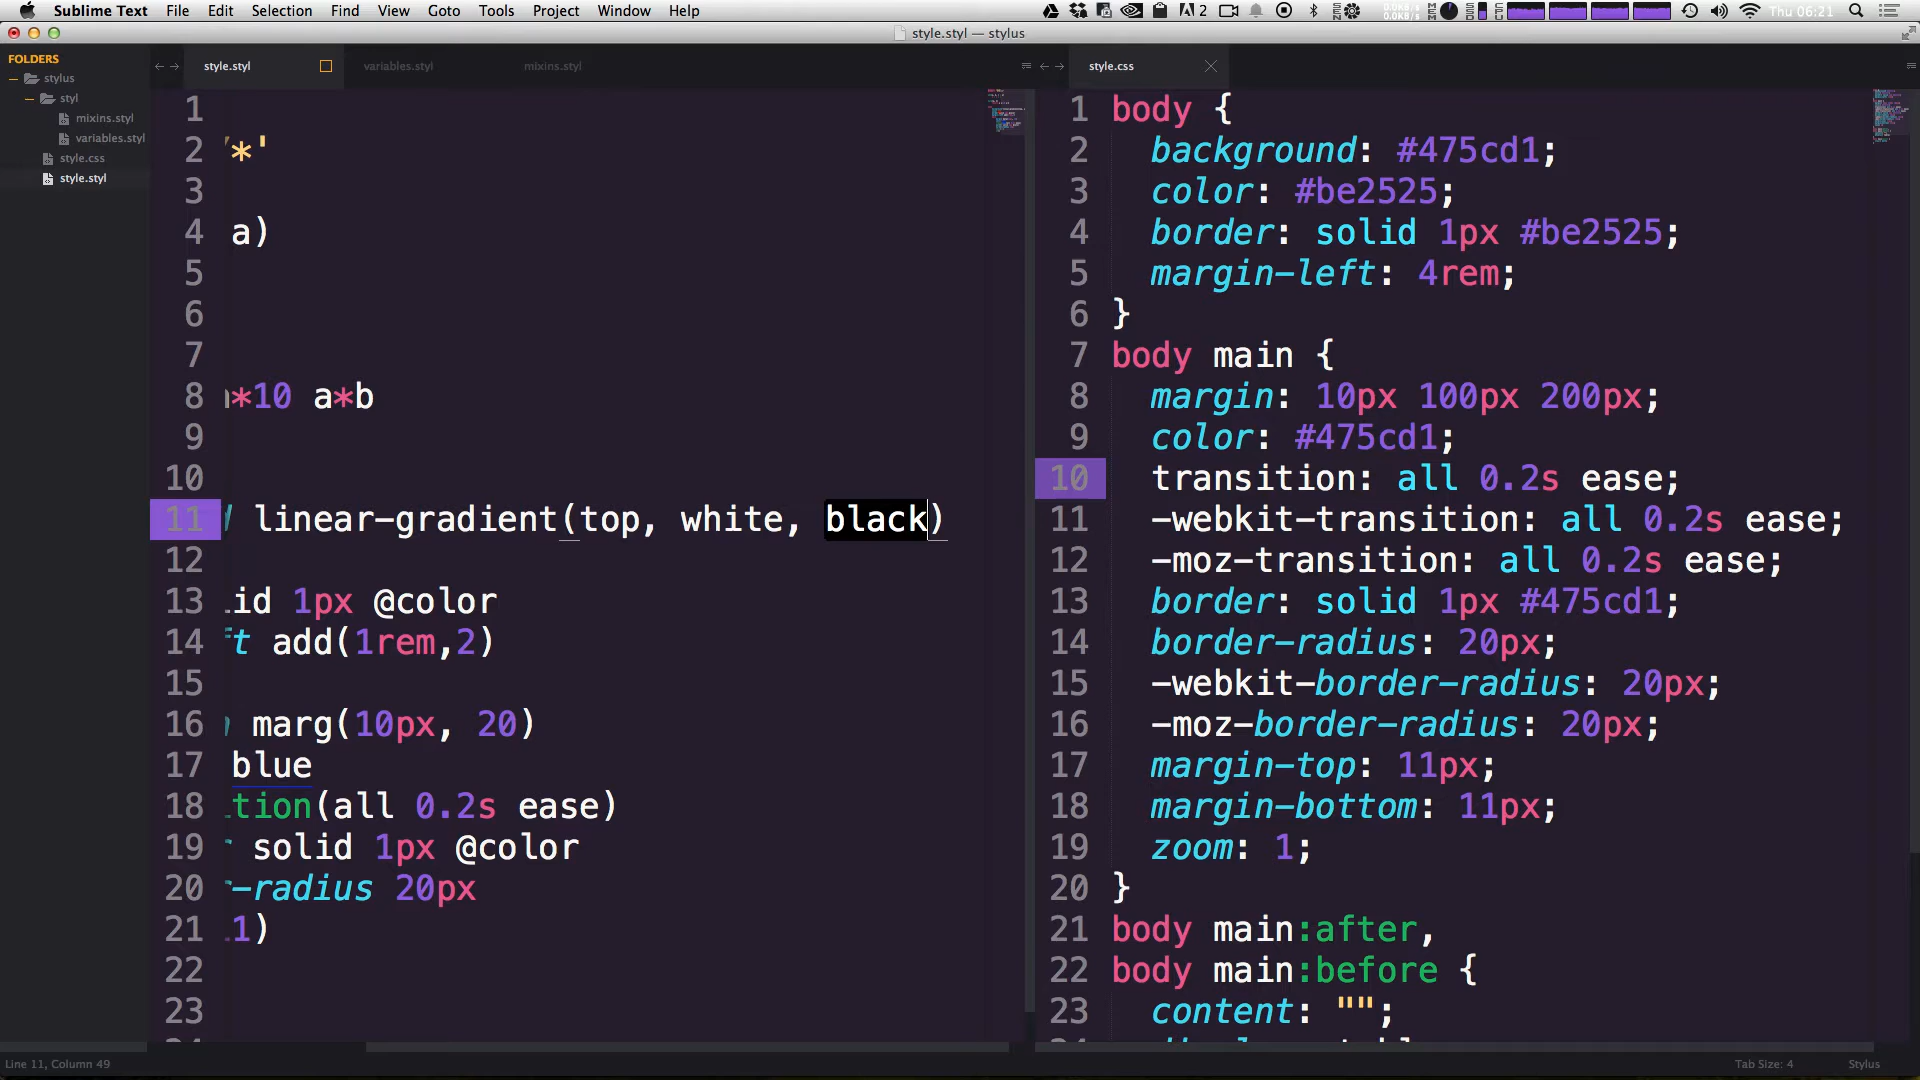 Sublime Text File Edit Selection Find View Goto Tools Project Window Help 2 Thu 06:21
style.styl — stylus
FOLDERS
stylus
styl
mixins.styl
variables.styl
style.css
style.styl
style.styl variables.styl mixins.styl
1
2 *'
3
4 a)
5
6
7
8 *10 a*b
9
10
11 linear-gradient(top, white, black)
12
13 id 1px @color
14 t add(1rem,2)
15
16 marg(10px, 20)
17 blue
18 tion(all 0.2s ease)
19 solid 1px @color
20 -radius 20px
21 1)
22
23
style.css
1 body {
2 background: #475cd1;
3 color: #be2525;
4 border: solid 1px #be2525;
5 margin-left: 4rem;
6 }
7 body main {
8 margin: 10px 100px 200px;
9 color: #475cd1;
10 transition: all 0.2s ease;
11 -webkit-transition: all 0.2s ease;
12 -moz-transition: all 0.2s ease;
13 border: solid 1px #475cd1;
14 border-radius: 20px;
15 -webkit-border-radius: 20px;
16 -moz-border-radius: 20px;
17 margin-top: 11px;
18 margin-bottom: 11px;
19 zoom: 1;
20 }
21 body main:after,
22 body main:before {
23 content: "";
Line 11, Column 49
Tab Size: 4 Stylus